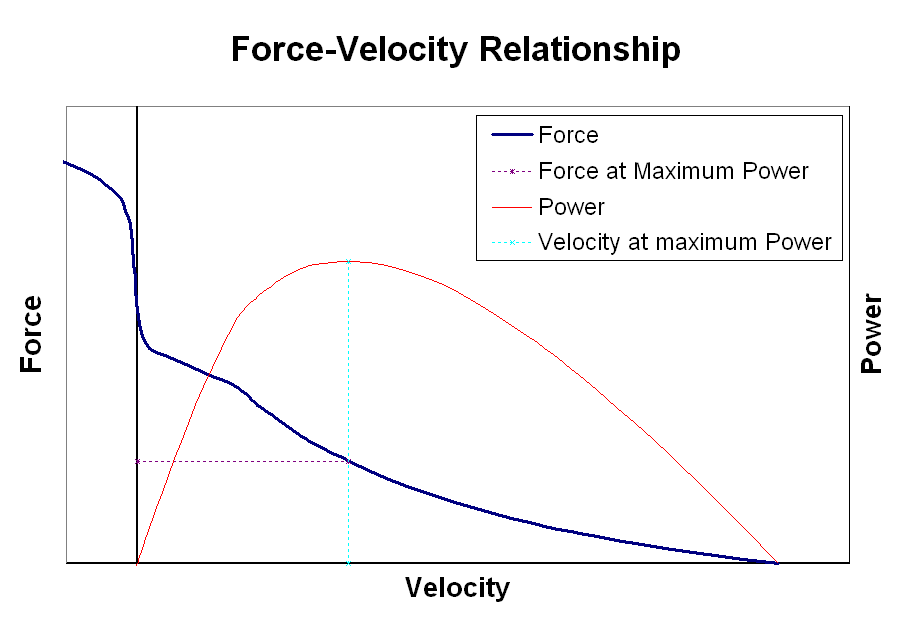 Force-Velocity Relationship
Force
Force at Maximum Power
Power
Velocity at maximum Power
Force
Power
Velocity